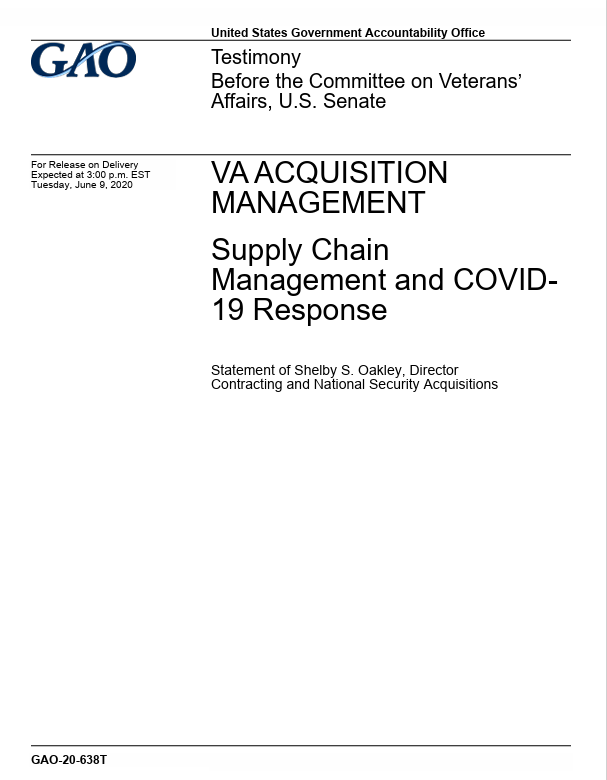 United States Government Accountability Office
GAO
Testimony
Before the Committee on Veterans’
Affairs, U.S. Senate
For Release on Delivery
Expected at 3:00 p.m. EST
Tuesday, June 9, 2020
VA ACQUISITION
MANAGEMENT
Supply Chain
Management and COVID-
19 Response
Statement of Shelby S. Oakley, Director
Contracting and National Security Acquisitions
GAO-20-638T